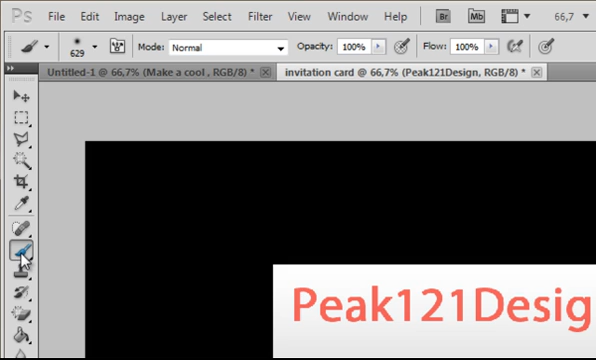 Ps File Edit Image Layer Select Filter View Window Help Br Mb 66,7
629 Mode: Normal Opacity: 100% Flow: 100%
Untitled-1 @ 66,7% (Make a cool , RGB/8) * invitation card @ 66,7% (Peak121Design, RGB/8) *
Peak121Desig